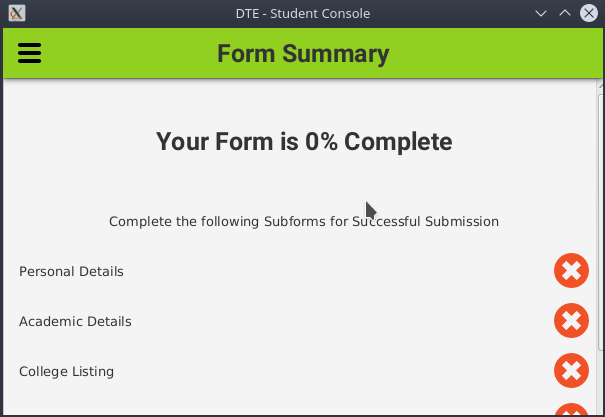 DTE - Student Console
Form Summary
Your Form is 0% Complete
Complete the following Subforms for Successful Submission
Personal Details
Academic Details
College Listing